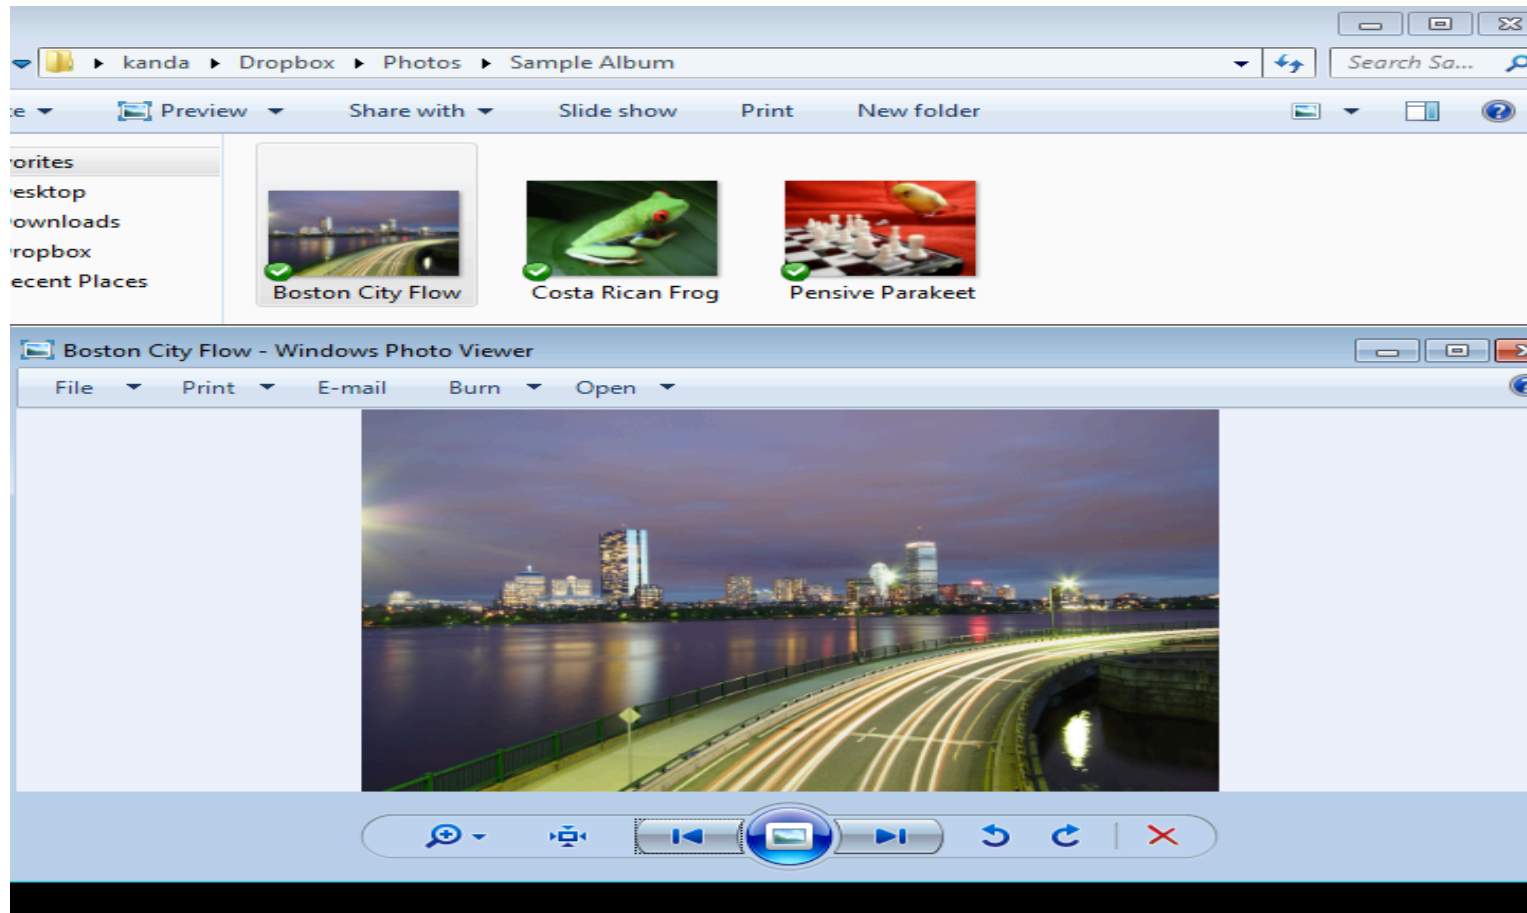 kanda Dropbox Photos Sample Album Search Sa...
Preview Share with Slide show Print New folder
orites
esktop
ownloads
ropbox
ecent Places
Boston City Flow Costa Rican Frog Pensive Parakeet
Boston City Flow - Windows Photo Viewer
File Print E-mail Burn Open